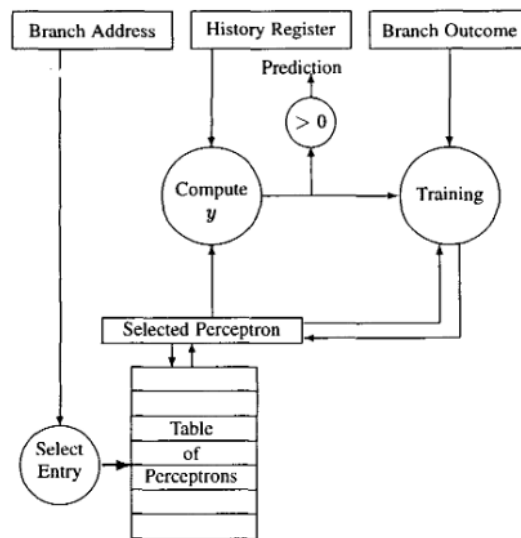 Branch Address
History Register
Branch Outcome
Prediction
> 0
Compute
y
Training
Selected Perceptron
Table
of
Perceptrons
Select
Entry